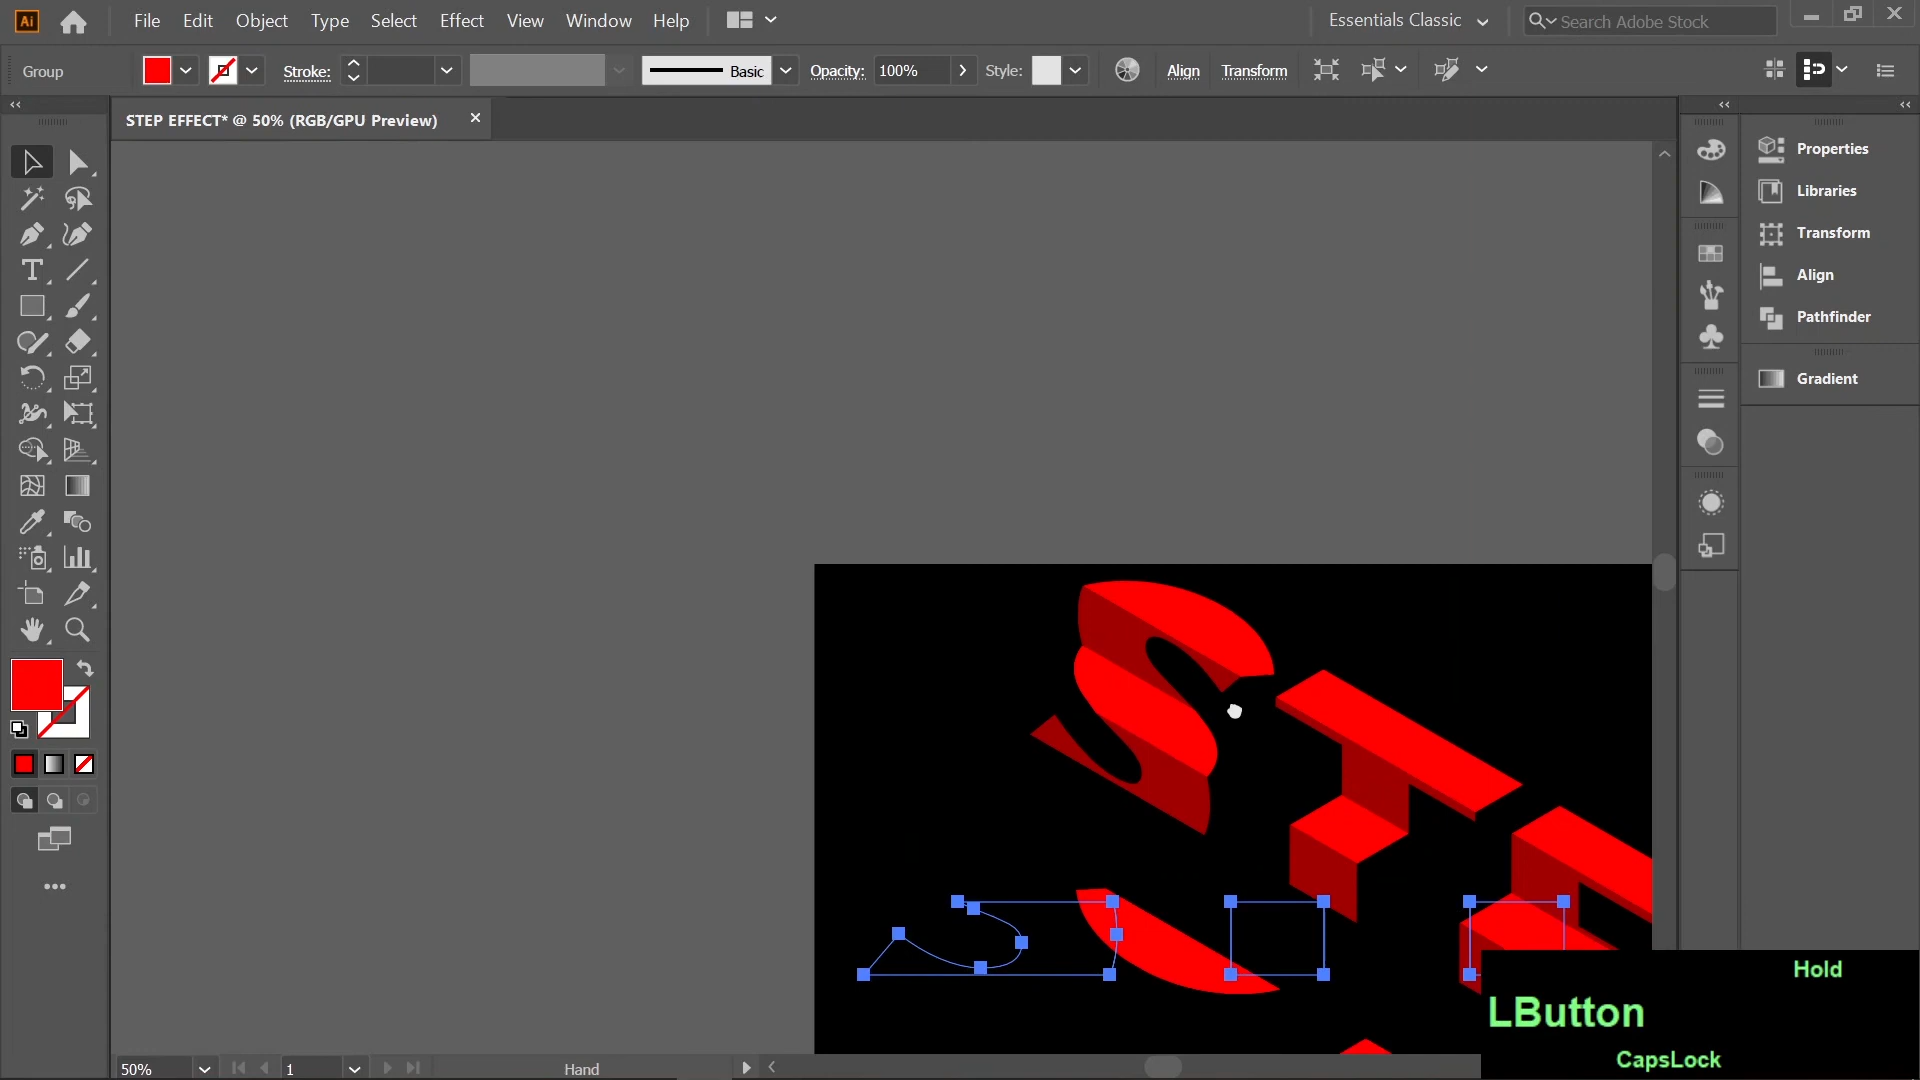 Ai File Edit Object Type Select Effect View Window Help Essentials Classic Search Adobe Stock
Group Stroke: Basic Opacity: 100% Style: Align Transform
STEP EFFECT* @ 50% (RGB/GPU Preview)
Properties
Libraries
Transform
Align
Pathfinder
Gradient
Hold
LButton
CapsLock
50% 1 Hand